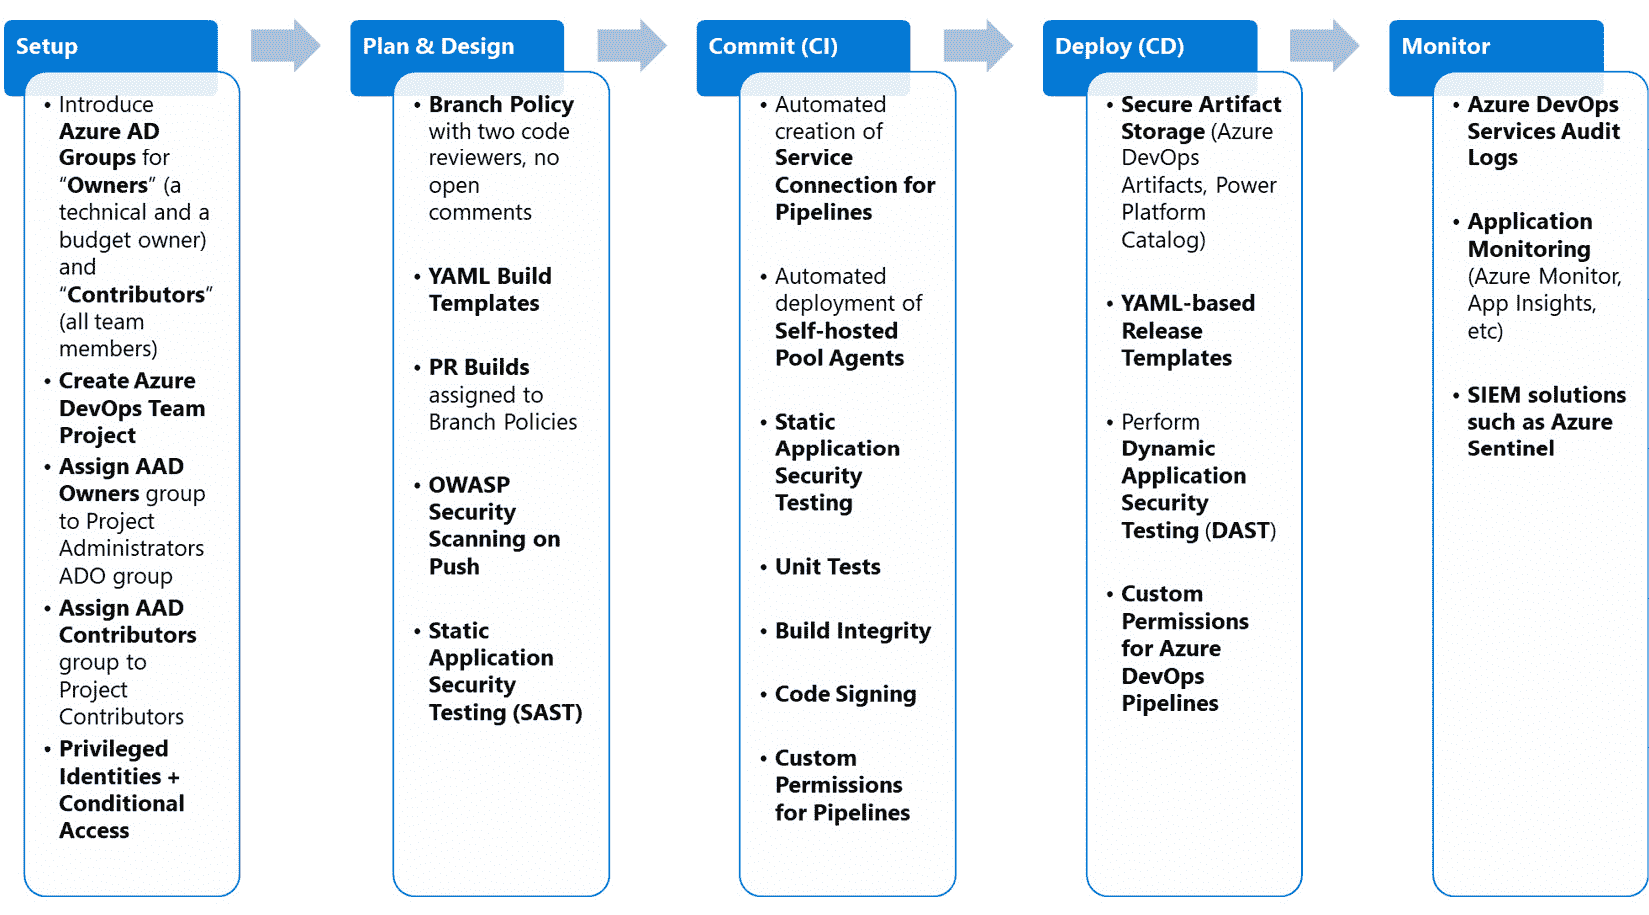 Setup
• Introduce
Azure AD
Groups for
“Owners” (a
technical and a
budget owner)
and
“Contributors”
(all team
members)
• Create Azure
DevOps Team
Project
• Assign AAD
Owners group
to Project
Administrators
ADO group
• Assign AAD
Contributors
group to
Project
Contributors
• Privileged
Identities +
Conditional
Access
Plan & Design
• Branch Policy
with two code
reviewers, no
open
comments
• YAML Build
Templates
• PR Builds
assigned to
Branch Policies
• OWASP
Security
Scanning on
Push
• Static
Application
Security
Testing (SAST)
Commit (CI)
• Automated
creation of
Service
Connection for
Pipelines
• Automated
deployment of
Self-hosted
Pool Agents
• Static
Application
Security
Testing
• Unit Tests
• Build Integrity
• Code Signing
• Custom
Permissions
for Pipelines
Deploy (CD)
• Secure Artifact
Storage (Azure
DevOps
Artifacts, Power
Platform
Catalog)
• YAML-based
Release
Templates
• Perform
Dynamic
Application
Security
Testing (DAST)
• Custom
Permissions
for Azure
DevOps
Pipelines
Monitor
• Azure DevOps
Services Audit
Logs
• Application
Monitoring
(Azure Monitor,
App Insights,
etc)
• SIEM solutions
such as Azure
Sentinel